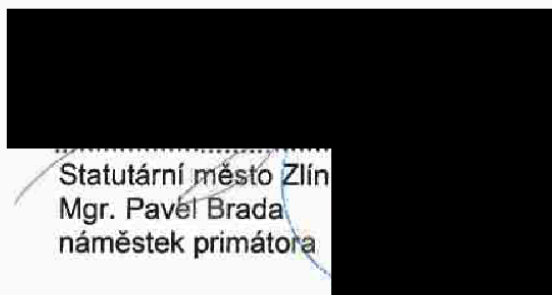 Statutární město Zlín
Mgr. Pavel Brada
náměstek primátora